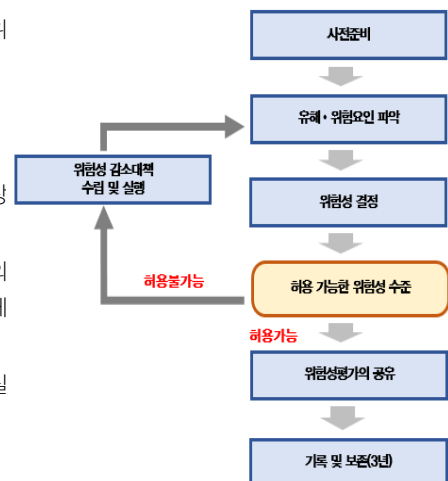 사전준비
유해·위험요인 파악
위험성 감소대책
수립 및 실행
위험성 결정
허용불가능
허용 가능한 위험성 수준
허용가능
위험성평가의 공유
기록 및 보존(3년)